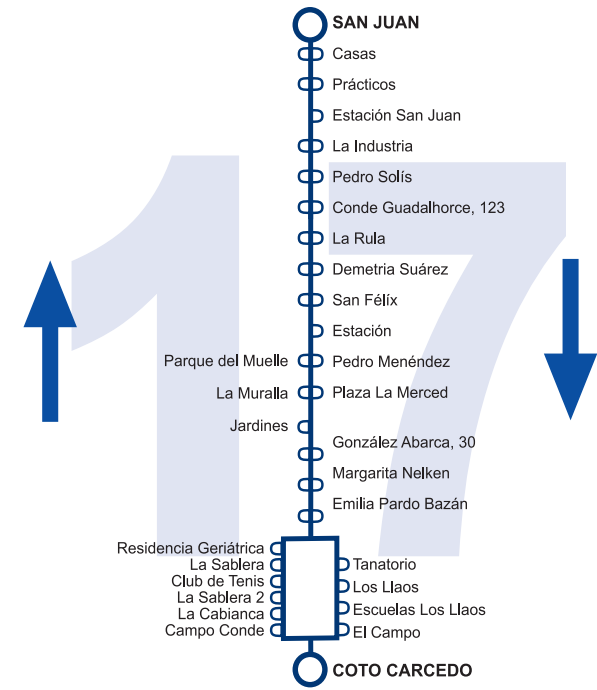 17
SAN JUAN
Casas
Prácticos
Estación San Juan
La Industria
Pedro Solís
Conde Guadalhorce, 123
La Rula
Demetria Suárez
San Félíx
Estación
Parque del Muelle Pedro Menéndez
La Muralla Plaza La Merced
Jardines
González Abarca, 30
Margarita Nelken
Emilia Pardo Bazán
Residencia Geriátrica
La Sablera
Club de Tenis
La Sablera 2
La Cabianca
Campo Conde
Tanatorio
Los Llaos
Escuelas Los Llaos
El Campo
COTO CARCEDO